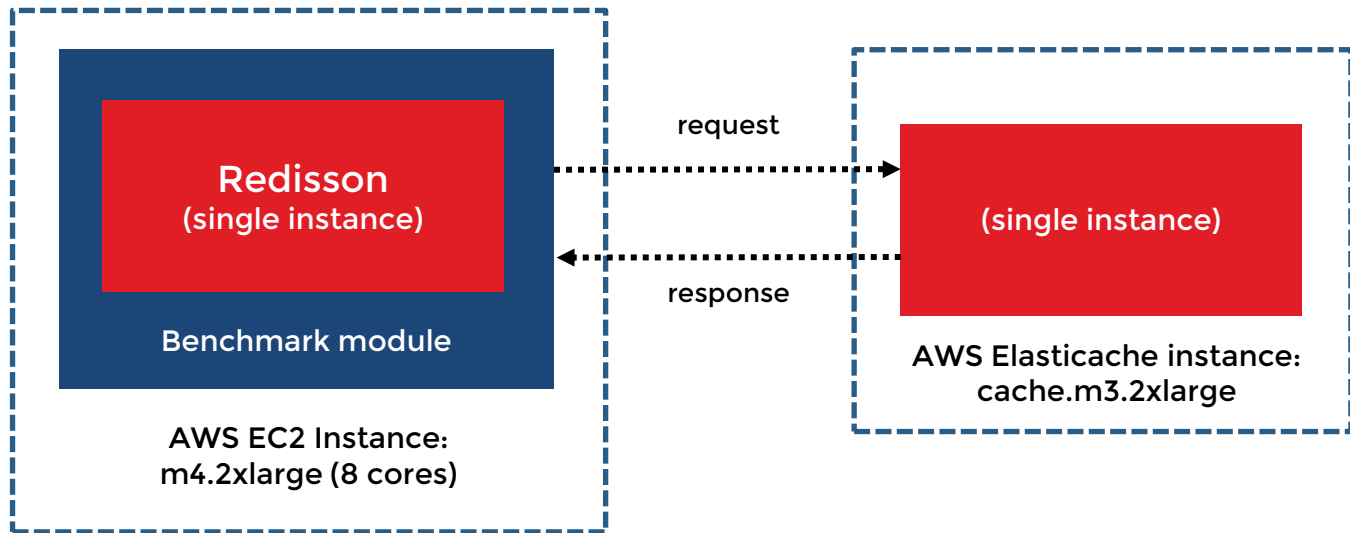 Redisson
(single instance)
Benchmark module
AWS EC2 Instance:
m4.2xlarge (8 cores)
request
response
(single instance)
AWS Elasticache instance:
cache.m3.2xlarge